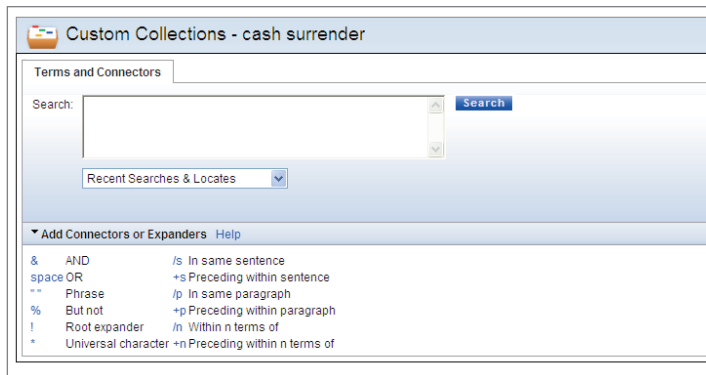 Custom Collections - cash surrender
Terms and Connectors
Search:
Search
Recent Searches & Locates
Add Connectors or Expanders Help
& AND /s In same sentence
space OR +s Preceding within sentence
" " Phrase /p In same paragraph
% But not +p Preceding within paragraph
! Root expander /n Within n terms of
* Universal character +n Preceding within n terms of